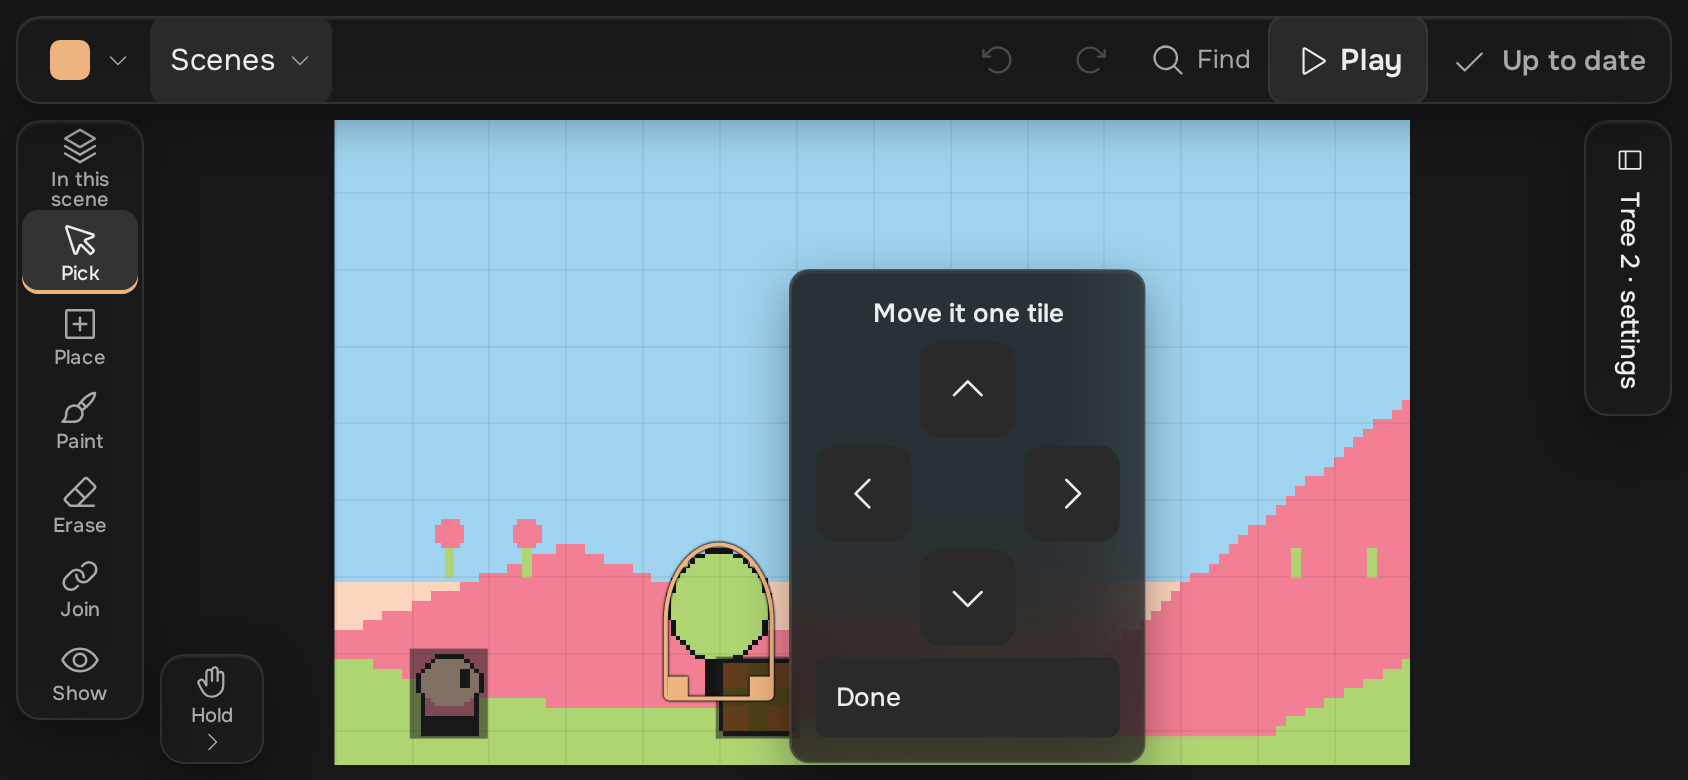 Scenes
Find
Play
Up to date
In this
scene
Pick
Place
Paint
Erase
Join
Show
Hold
Move it one tile
Done
Tree 2 · settings